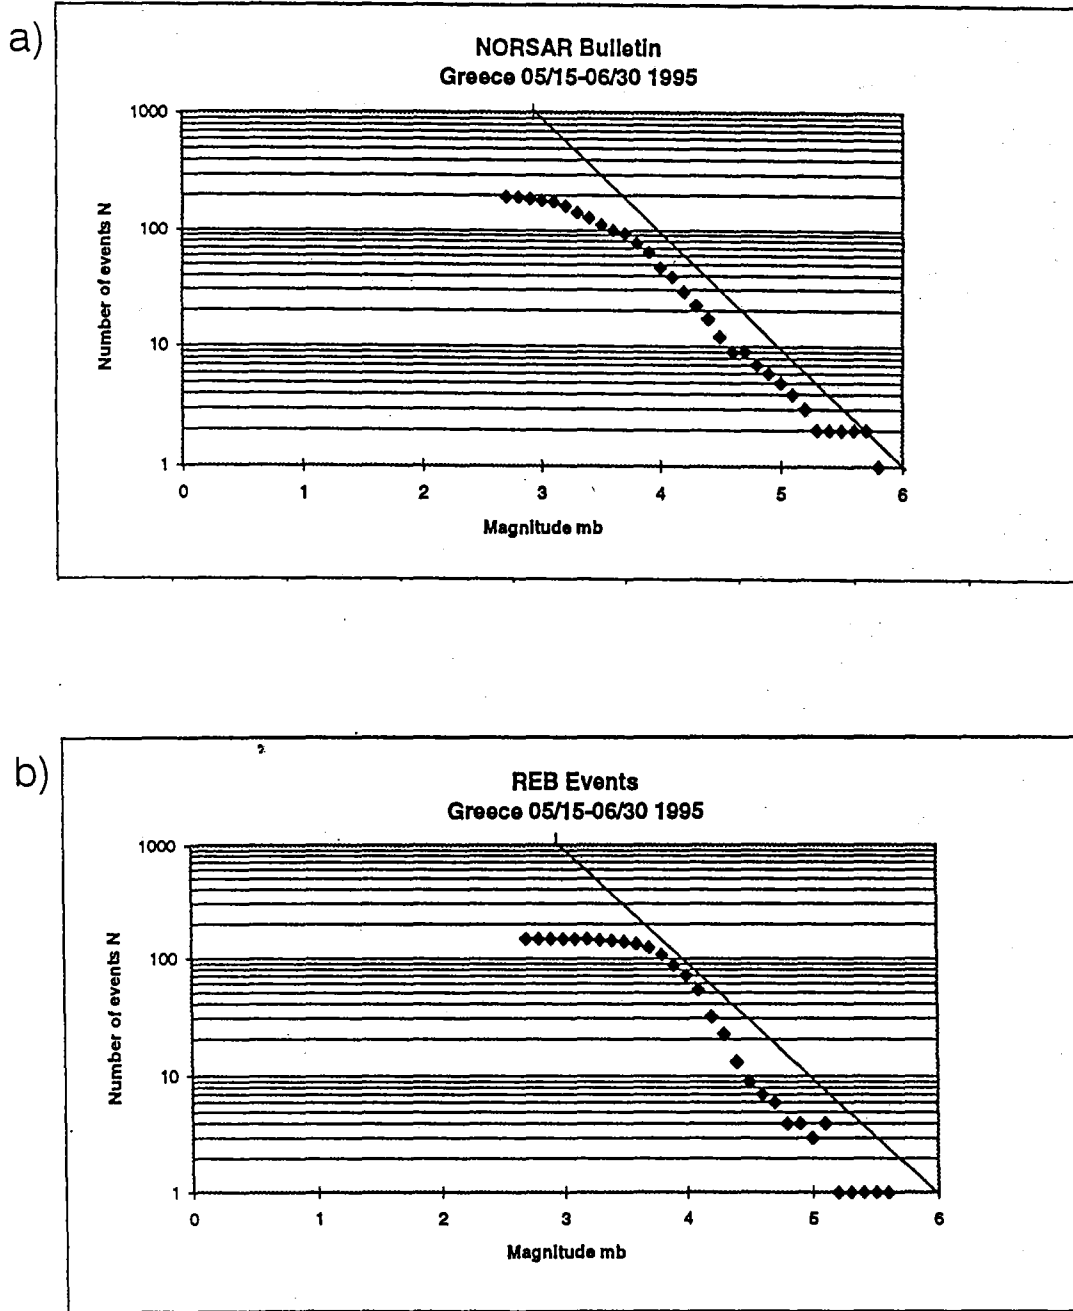 a)
NORSAR Bulletin
Greece 05/15-06/30 1995
1000
100
10
1
Number of events N
0 1 2 3 4 5 6
Magnitude mb
b)
REB Events
Greece 05/15-06/30 1995
1000
100
10
1
Number of events N
0 1 2 3 4 5 6
Magnitude mb